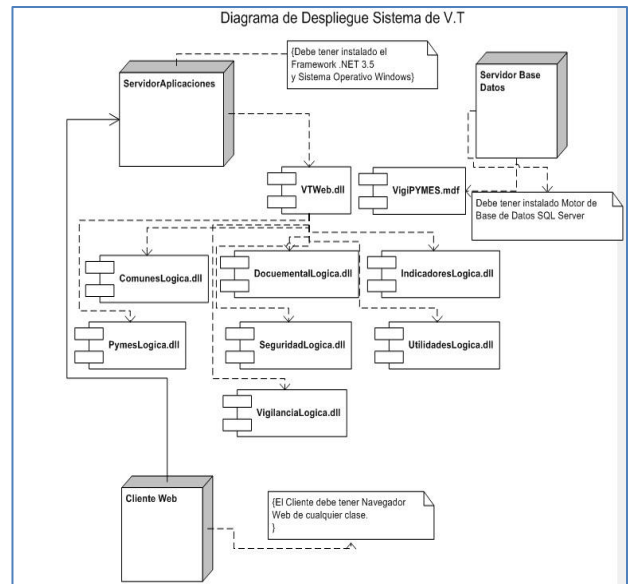 Diagrama de Despliegue Sistema de V.T
{Debe tener instalado el
Framework .NET 3.5
y Sistema Operativo Windows}
ServidorAplicaciones
Servidor Base
Datos
VTWeb.dll
VigiPYMES.mdf
Debe tener instalado Motor de
Base de Datos SQL Server
ComunesLogica.dll
DocuementalLogica.dll
IndicadoresLogica.dll
PymesLogica.dll
SeguridadLogica.dll
UtilidadesLogica.dll
VigilanciaLogica.dll
Cliente Web
{El Cliente debe tener Navegador
Web de cualquier clase.
}